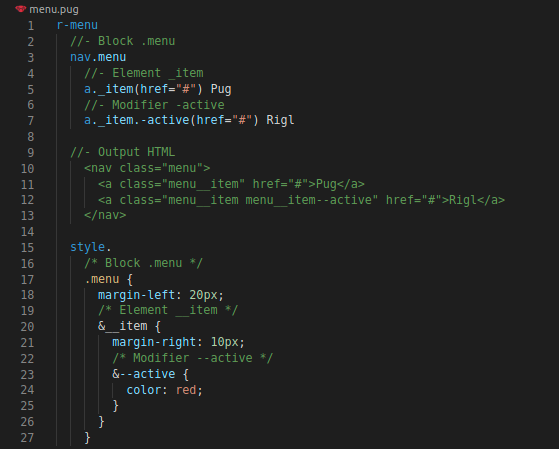 menu.pug
1 r-menu
2   //- Block .menu
3   nav.menu
4     //- Element _item
5     a._item(href="#") Pug
6     //- Modifier -active
7     a._item.-active(href="#") Rigl
8
9   //- Output HTML
10     <nav class="menu">
11       <a class="menu__item" href="#">Pug</a>
12       <a class="menu__item menu__item--active" href="#">Rigl</a>
13     </nav>
14
15   style.
16     /* Block .menu */
17     .menu {
18       margin-left: 20px;
19       /* Element __item */
20       &__item {
21         margin-right: 10px;
22         /* Modifier --active */
23         &--active {
24           color: red;
25         }
26       }
27     }